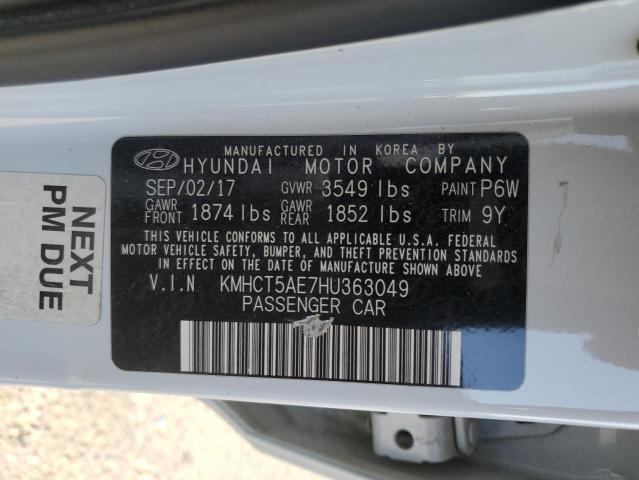 MANUFACTURED IN KOREA BY
HYUNDAI MOTOR COMPANY
SEP/02/17 GVWR 3549 lbs PAINT P6W
GAWR FRONT 1874 lbs GAWR REAR 1852 lbs TRIM 9Y
THIS VEHICLE CONFORMS TO ALL APPLICABLE U.S.A. FEDERAL
MOTOR VEHICLE SAFETY, BUMPER, AND THEFT PREVENTION STANDARDS
IN EFFECT ON THE DATE OF MANUFACTURE SHOWN ABOVE
V.I.N KMHCT5AE7HU363049
PASSENGER CAR
NEXT
PM DUE